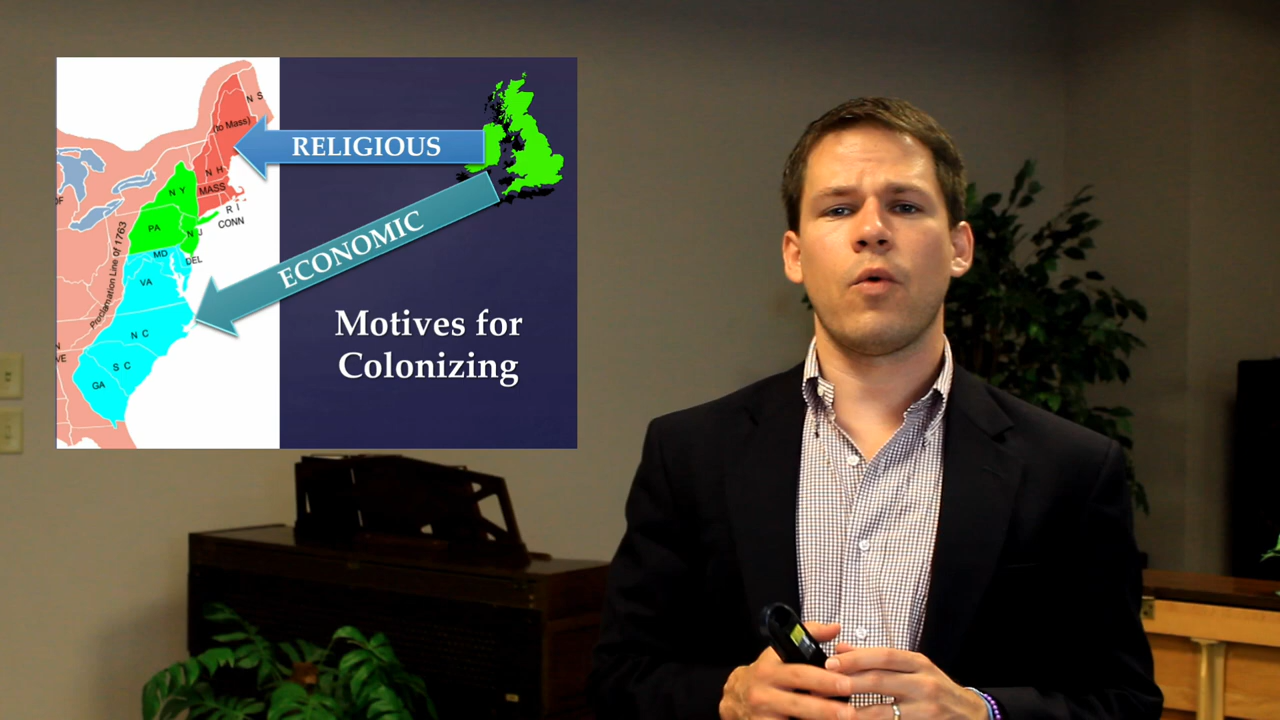 N S
(to Mass)
RELIGIOUS
N H
N Y
MASS
R I
CONN
PA
N J
MD
DEL
VA
Proclamation Line of 1763
ECONOMIC
N C
S C
GA
Motives for
Colonizing